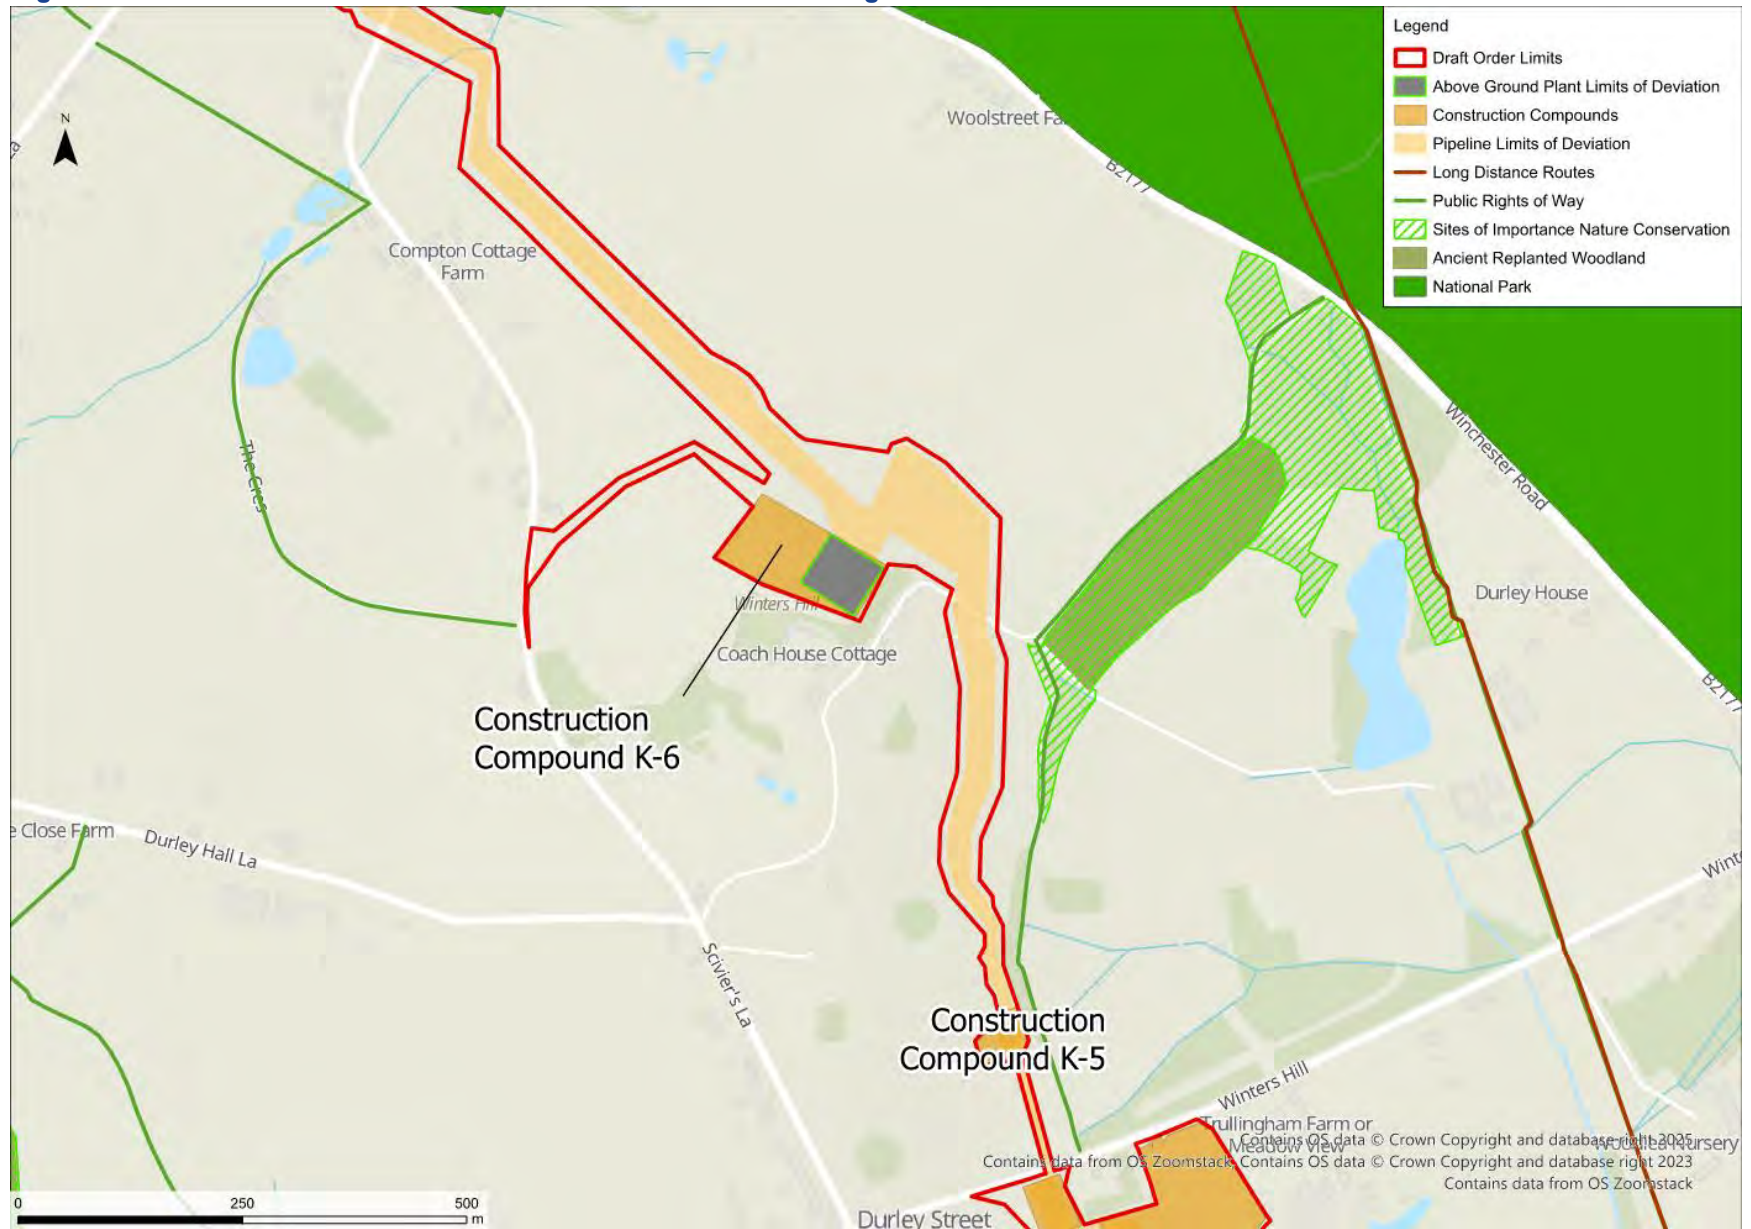 N
Woolstreet Fa
B2177
Legend
Draft Order Limits
Above Ground Plant Limits of Deviation
Construction Compounds
Pipeline Limits of Deviation
Long Distance Routes
Public Rights of Way
Sites of Importance Nature Conservation
Ancient Replanted Woodland
National Park
Compton Cottage
Farm
The Cres
Winchester Road
Durley House
B2177
Winters Hill
Coach House Cottage
Construction
Compound K-6
e Close Farm
Durley Hall La
Scivier's La
Wint
Construction
Compound K-5
Winters Hill
Trullingham Farm or
Meadow View
Contains OS data © Crown Copyright and database right 2025
Contains data from OS Zoomstack Contains OS data © Crown Copyright and database right 2023
Contains data from OS Zoomstack
Nursery
0 250 500
m
Durley Street